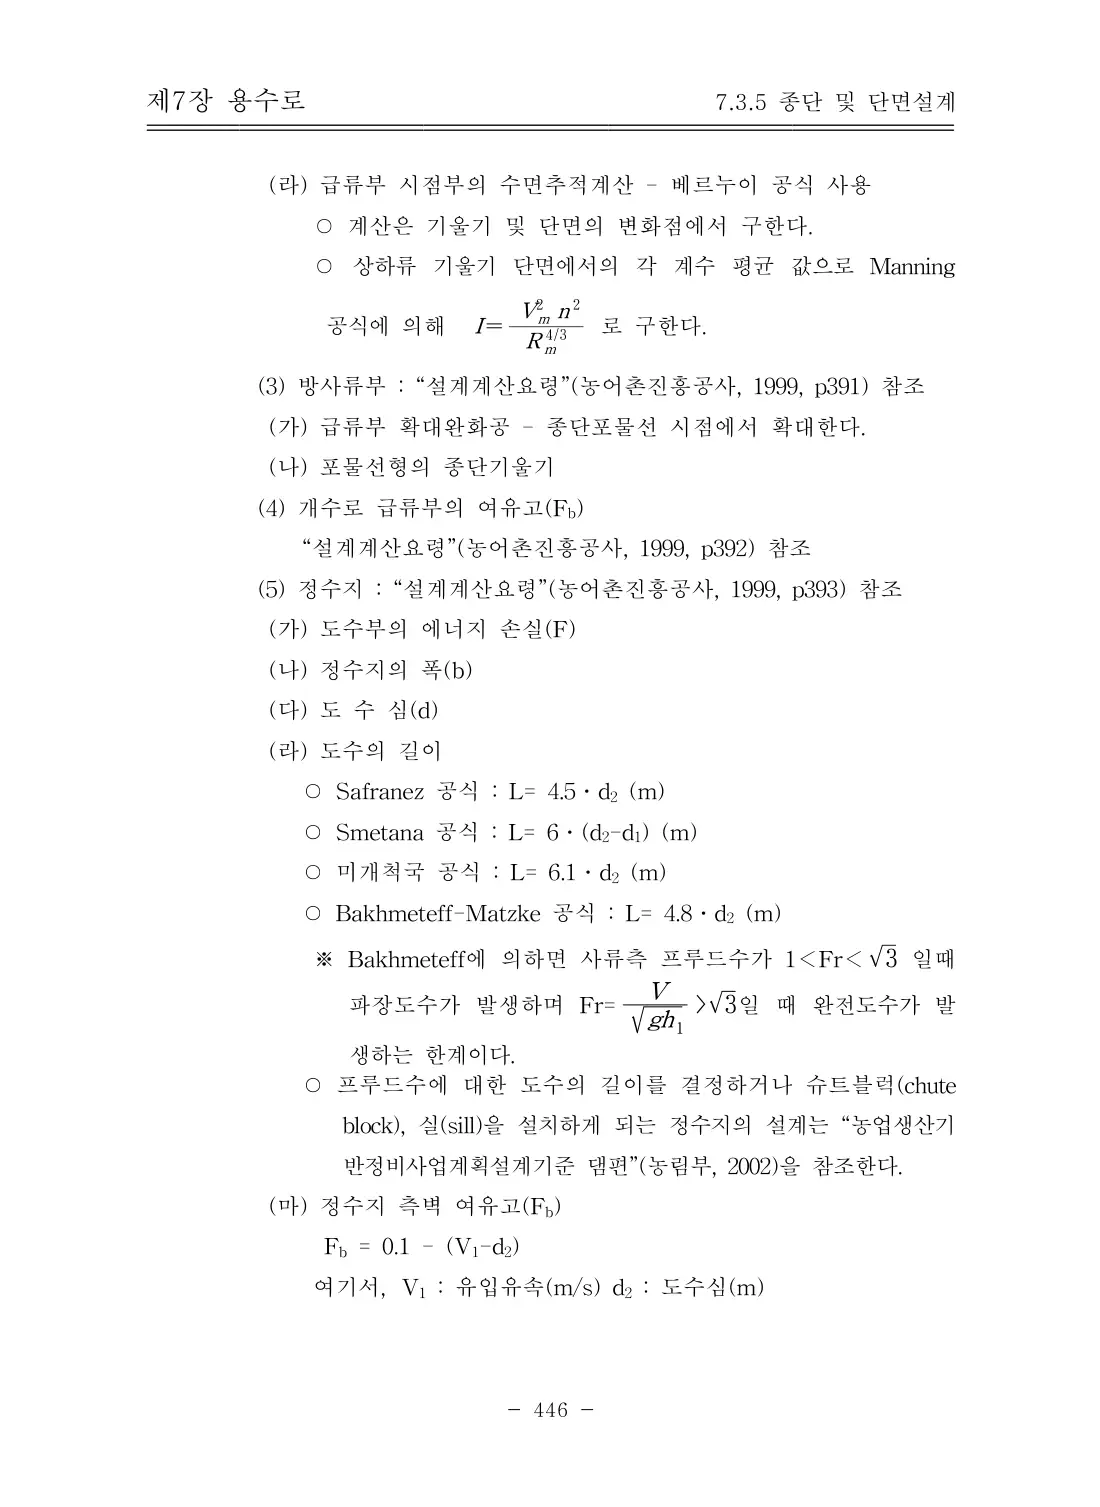 제7장 용수로
7.3.5 종단 및 단면설계
(라) 급류부 시점부의 수면추적계산 - 베르누이 공식 사용
○ 계산은 기울기 및 단면의 변화점에서 구한다.
○ 상하류 기울기 단면에서의 각 계수 평균 값으로 Manning
공식에 의해 I=\frac{V_m^2 n^2}{R_m^{4/3}} 로 구한다.
(3) 방사류부 : “설계계산요령”(농어촌진흥공사, 1999, p391) 참조
(가) 급류부 확대완화공 - 종단포물선 시점에서 확대한다.
(나) 포물선형의 종단기울기
(4) 개수로 급류부의 여유고(F_b)
“설계계산요령”(농어촌진흥공사, 1999, p392) 참조
(5) 정수지 : “설계계산요령”(농어촌진흥공사, 1999, p393) 참조
(가) 도수부의 에너지 손실(F)
(나) 정수지의 폭(b)
(다) 도 수 심(d)
(라) 도수의 길이
○ Safranez 공식 : L= 4.5·d₂ (m)
○ Smetana 공식 : L= 6·(d₂-d₁) (m)
○ 미개척국 공식 : L= 6.1·d₂ (m)
○ Bakhmeteff-Matzke 공식 : L= 4.8·d₂ (m)
※ Bakhmeteff에 의하면 사류측 프루드수가 1<Fr<√3 일때
파장도수가 발생하며 Fr=\frac{V}{\sqrt{gh_1}}>√3일 때 완전도수가 발
생하는 한계이다.
○ 프루드수에 대한 도수의 길이를 결정하거나 슈트블럭(chute
block), 실(sill)을 설치하게 되는 정수지의 설계는 “농업생산기
반정비사업계획설계기준 댐편”(농림부, 2002)을 참조한다.
(마) 정수지 측벽 여유고(F_b)
F_b = 0.1 - (V₁-d₂)
여기서, V₁ : 유입유속(m/s) d₂ : 도수심(m)
- 446 -